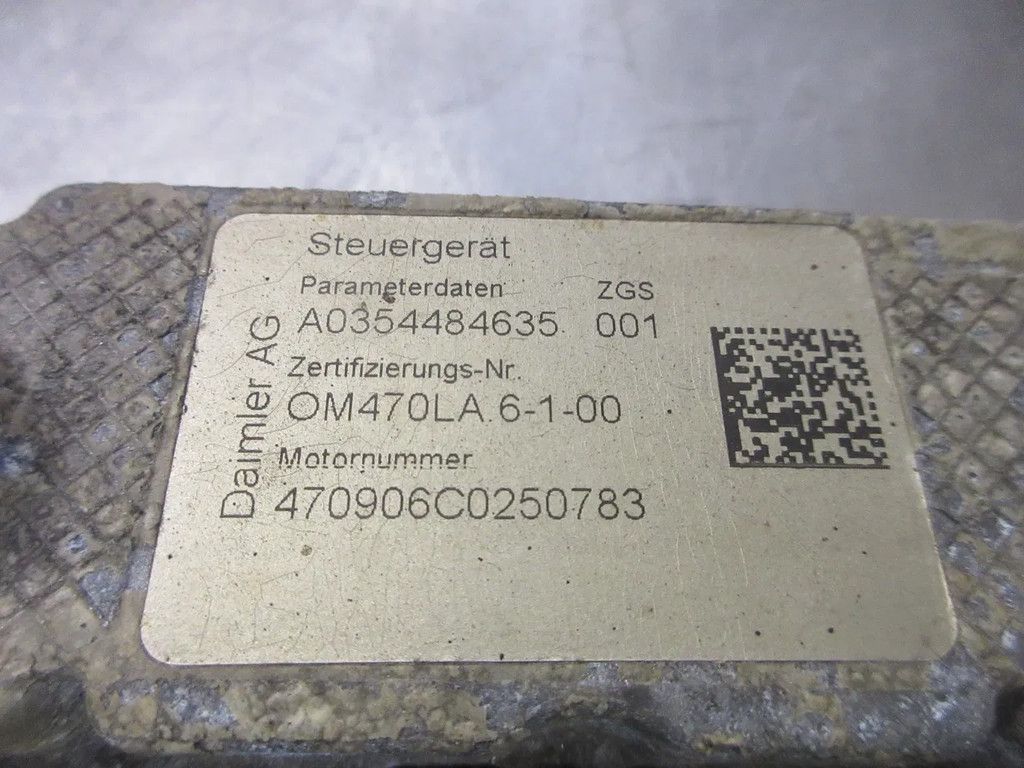 Steuergerät
Parameterdaten ZGS
A0354484635 001
Zertifizierungs-Nr.
OM470LA.6-1-00
Motornummer
470906C0250783
Daimler AG